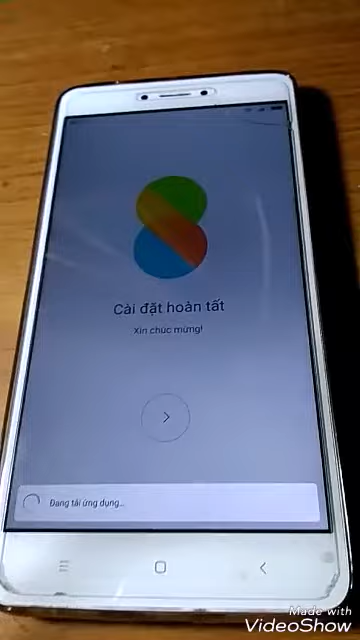 Cài đặt hoàn tất
Xin chúc mừng!
Đang tải ứng dụng...
Made with
VideoShow